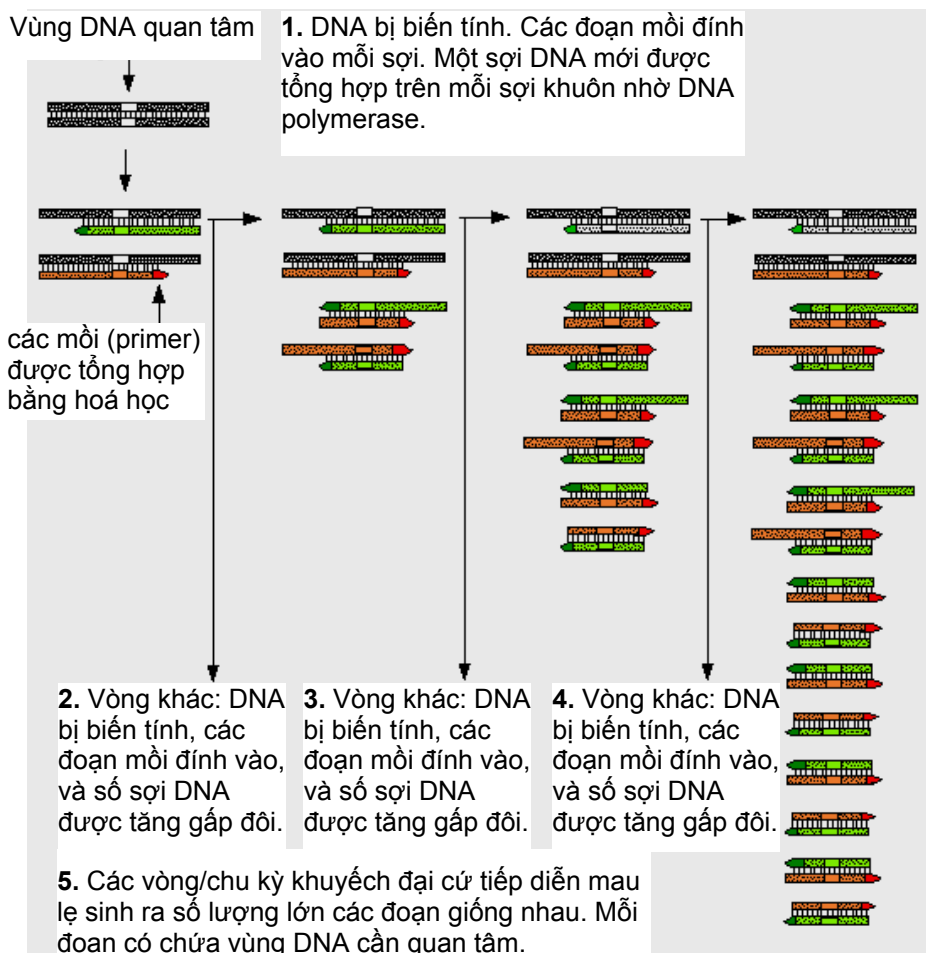 Vùng DNA quan tâm
1. DNA bị biến tính. Các đoạn mồi đính
vào mỗi sợi. Một sợi DNA mới được
tổng hợp trên mỗi sợi khuôn nhờ DNA
polymerase.
các mồi (primer)
được tổng hợp
bằng hoá học
2. Vòng khác: DNA
bị biến tính, các
đoạn mồi đính vào,
và số sợi DNA
được tăng gấp đôi.
3. Vòng khác: DNA
bị biến tính, các
đoạn mồi đính vào,
và số sợi DNA
được tăng gấp đôi.
4. Vòng khác: DNA
bị biến tính, các
đoạn mồi đính vào,
và số sợi DNA
được tăng gấp đôi.
5. Các vòng/chu kỳ khuyếch đại cứ tiếp diễn mau
lẹ sinh ra số lượng lớn các đoạn giống nhau. Mỗi
đoạn có chứa vùng DNA cần quan tâm.